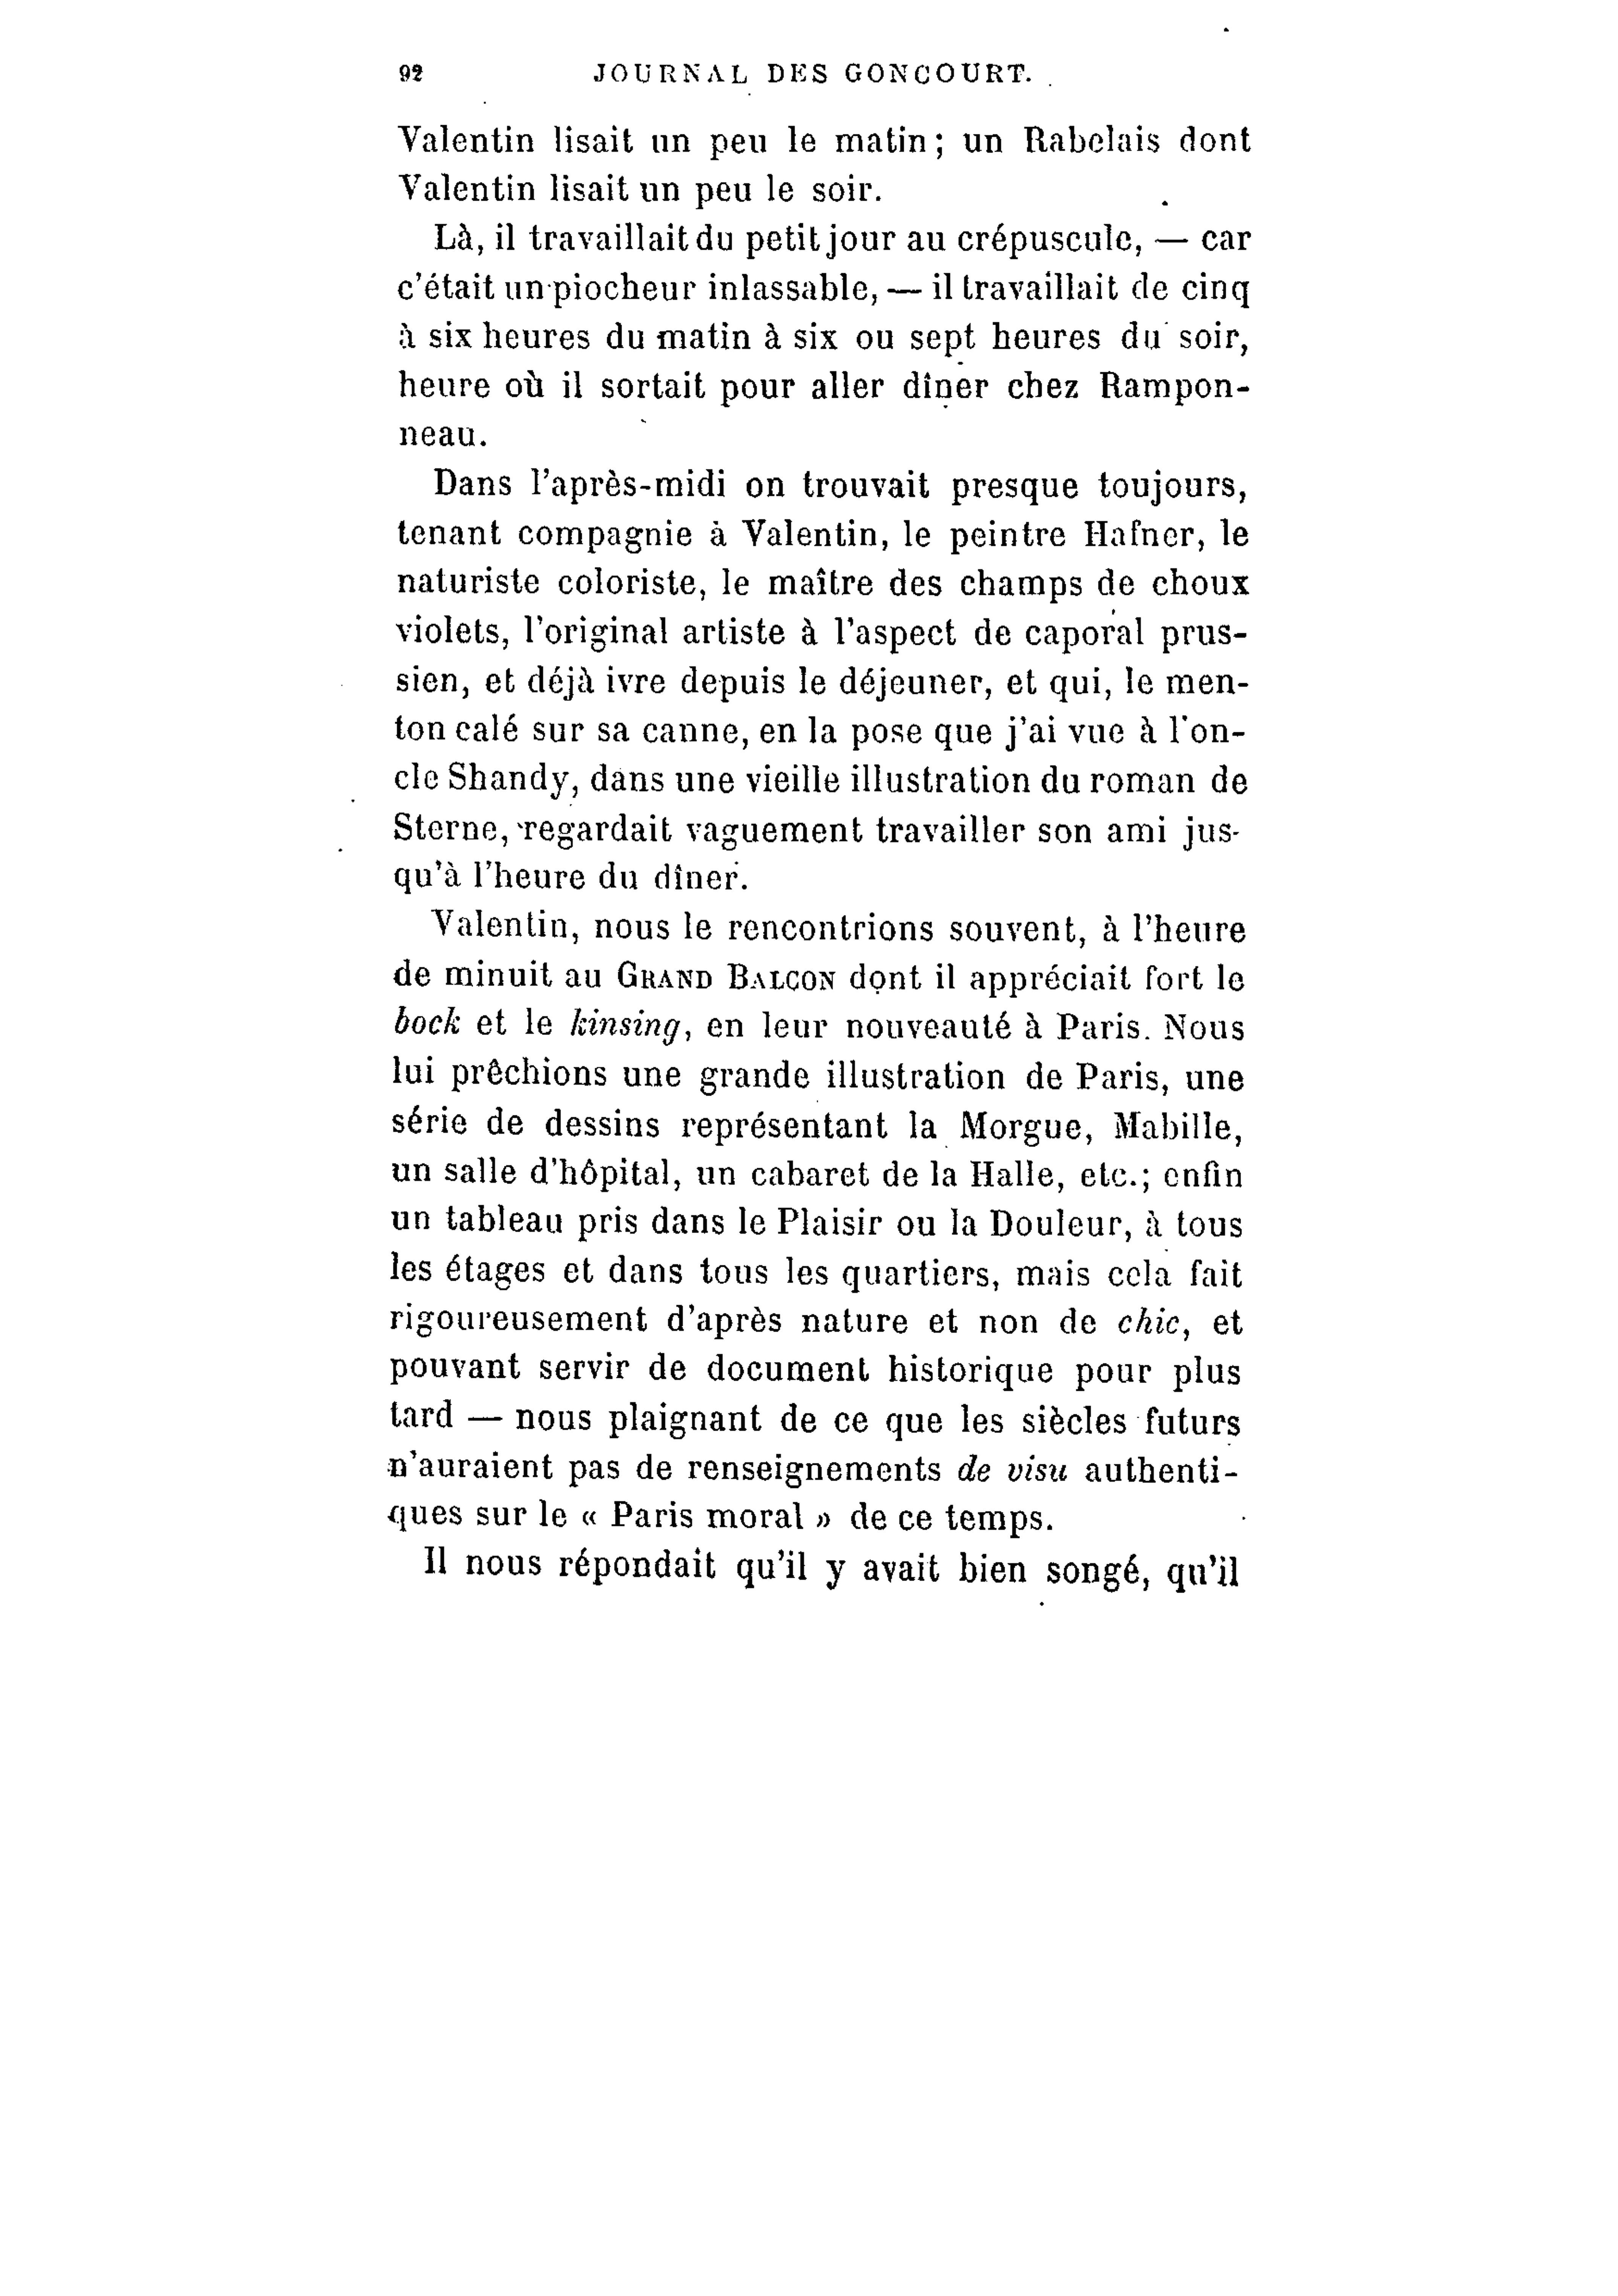 92 JOURNAL DES GONCOURT.
Valentin lisait un peu le matin; un Rabelais dont
Valentin lisait un peu le soir.
Là, il travaillait du petit jour au crépuscule, — car
c'était un piocheur inlassable, — il travaillait de cinq
à six heures du matin à six ou sept heures du soir,
heure où il sortait pour aller dîner chez Rampon-
neau.
Dans l'après-midi on trouvait presque toujours,
tenant compagnie à Valentin, le peintre Hafner, le
naturiste coloriste, le maître des champs de choux
violets, l'original artiste à l'aspect de caporal prus-
sien, et déjà ivre depuis le déjeuner, et qui, le men-
ton calé sur sa canne, en la pose que j'ai vue à l'on-
cle Shandy, dans une vieille illustration du roman de
Sterne, regardait vaguement travailler son ami jus-
qu'à l'heure du dîner.
Valentin, nous le rencontrions souvent, à l'heure
de minuit au GRAND BALCON dont il appréciait fort le
bock et le kinsing, en leur nouveauté à Paris. Nous
lui prêchions une grande illustration de Paris, une
série de dessins représentant la Morgue, Mabille,
un salle d'hôpital, un cabaret de la Halle, etc.; enfin
un tableau pris dans le Plaisir ou la Douleur, à tous
les étages et dans tous les quartiers, mais cela fait
rigoureusement d'après nature et non de chic, et
pouvant servir de document historique pour plus
tard — nous plaignant de ce que les siècles futurs
n'auraient pas de renseignements de visu authenti-
ques sur le « Paris moral » de ce temps.
Il nous répondait qu'il y avait bien songé, qu'il